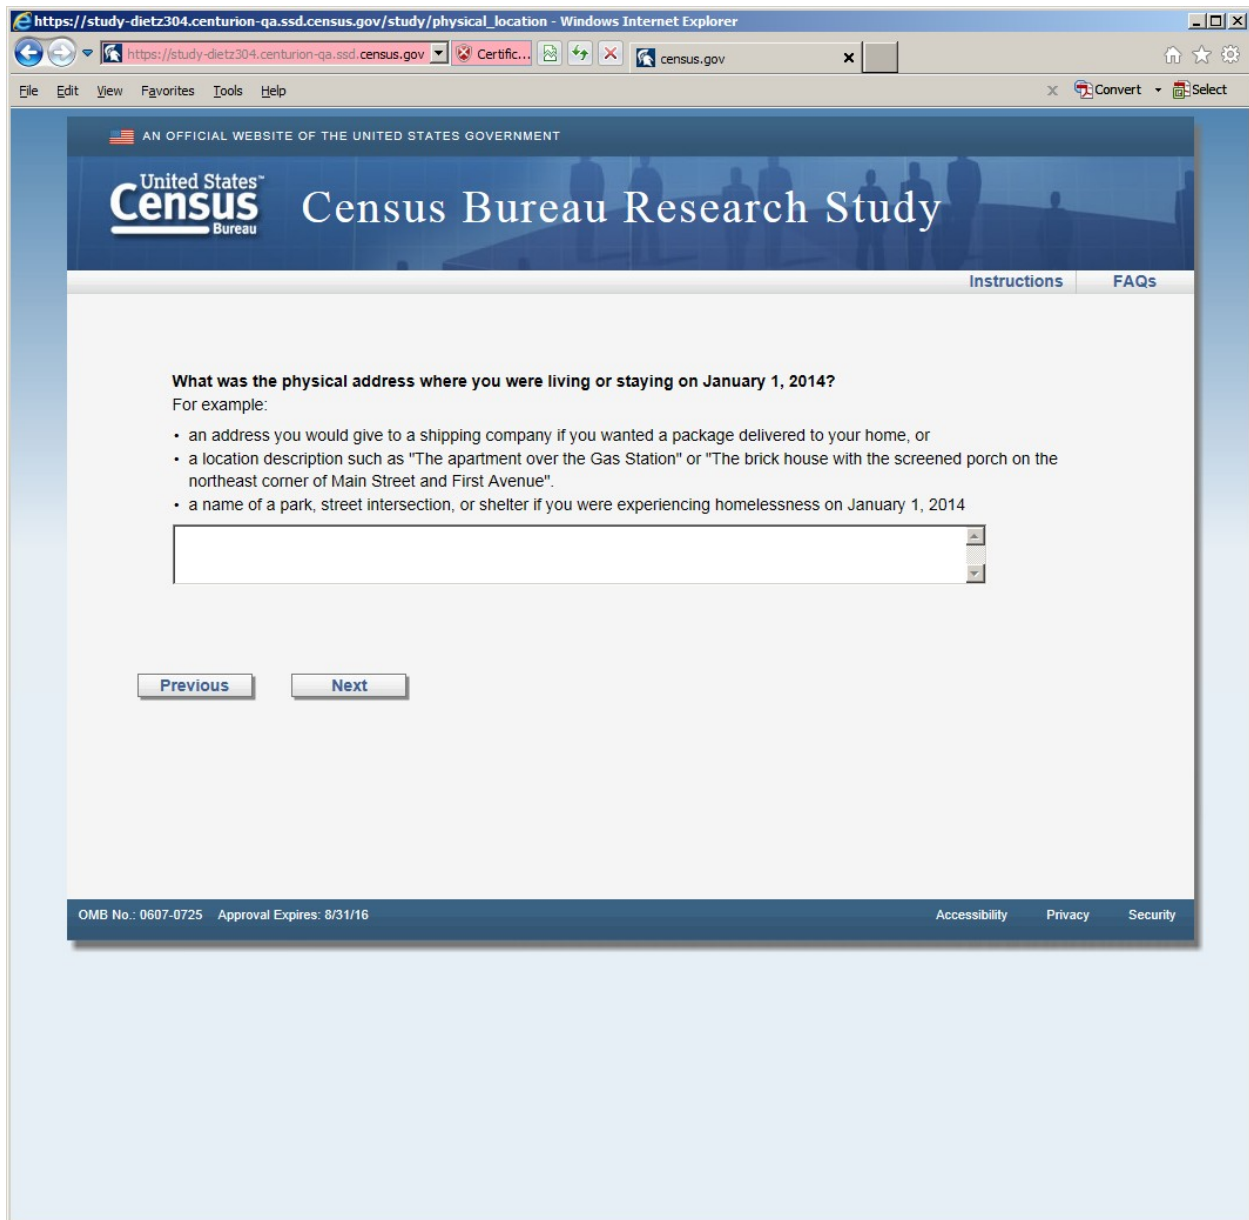 https://study-dietz304.centurion-qa.ssd.census.gov/study/physical_location - Windows Internet Explorer
https://study-dietz304.centurion-qa.ssd.census.gov
Certific...
census.gov
File Edit View Favorites Tools Help
x Convert Select
AN OFFICIAL WEBSITE OF THE UNITED STATES GOVERNMENT
United States™
Census
Bureau
Census Bureau Research Study
Instructions FAQs
What was the physical address where you were living or staying on January 1, 2014?
For example:
• an address you would give to a shipping company if you wanted a package delivered to your home, or
• a location description such as "The apartment over the Gas Station" or "The brick house with the screened porch on the
northeast corner of Main Street and First Avenue".
• a name of a park, street intersection, or shelter if you were experiencing homelessness on January 1, 2014
Previous Next
OMB No.: 0607-0725 Approval Expires: 8/31/16 Accessibility Privacy Security